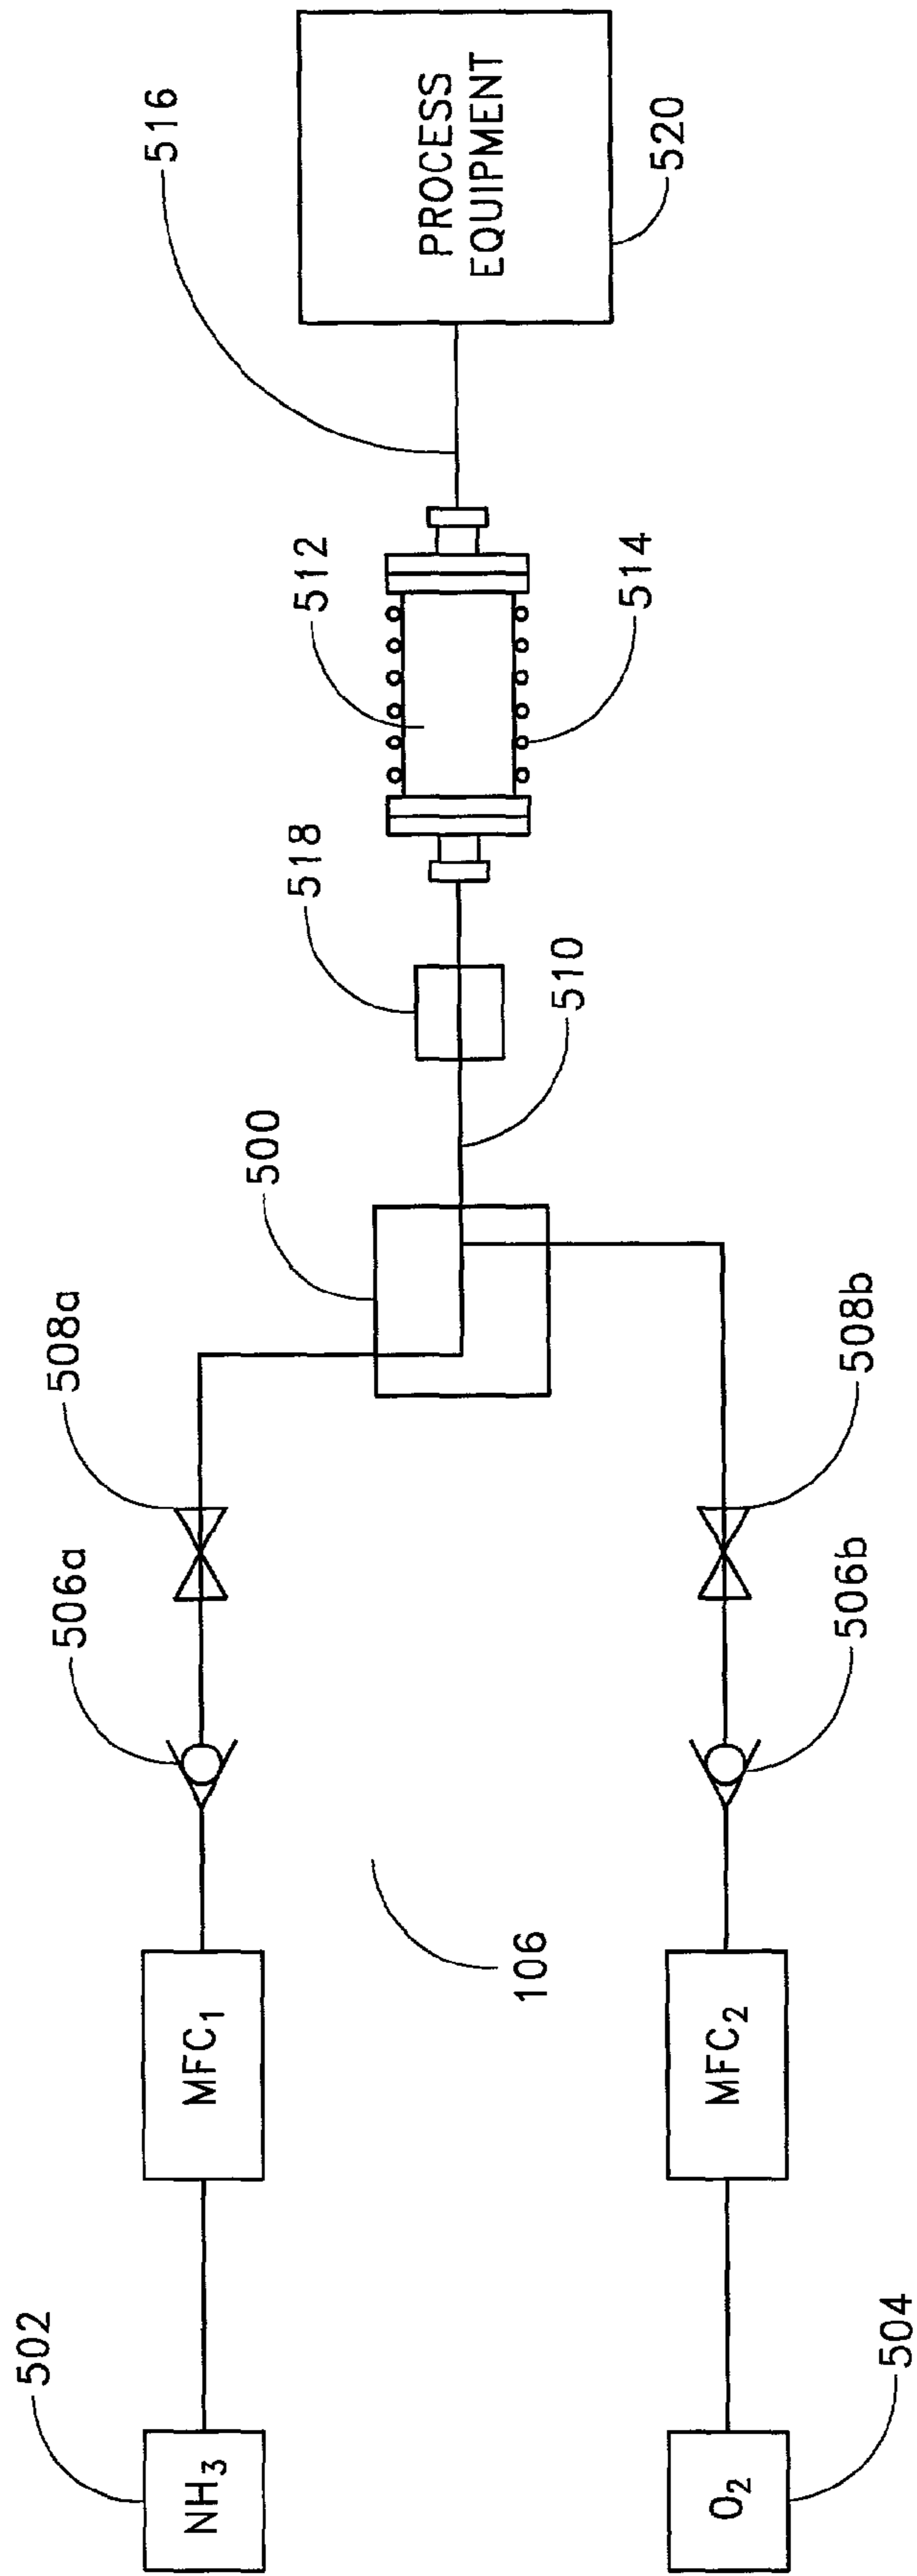 502
NH3
MFC1
506a
508a
500
518
512
516
PROCESS
EQUIPMENT
520
514
510
106
508b
506b
MFC2
O2
504